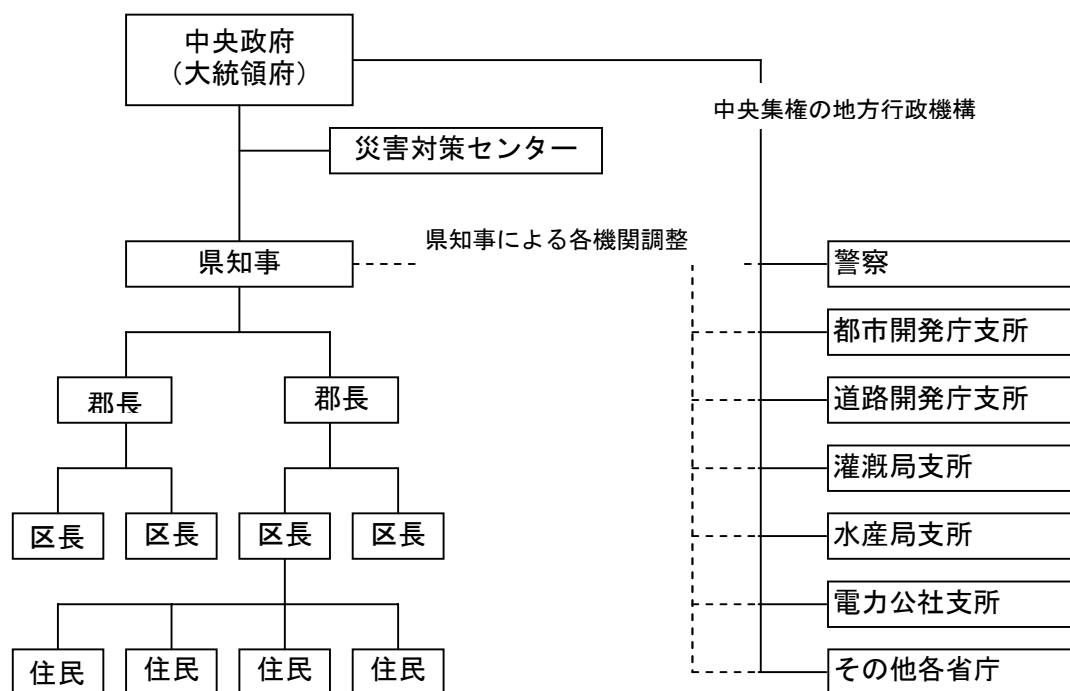 中央政府
（大統領府）
中央集権の地方行政機構
災害対策センター
県知事による各機関調整
県知事
警察
都市開発庁支所
郡長
郡長
道路開発庁支所
灌漑局支所
区長
区長
区長
区長
水産局支所
電力公社支所
住民
住民
住民
住民
その他各省庁